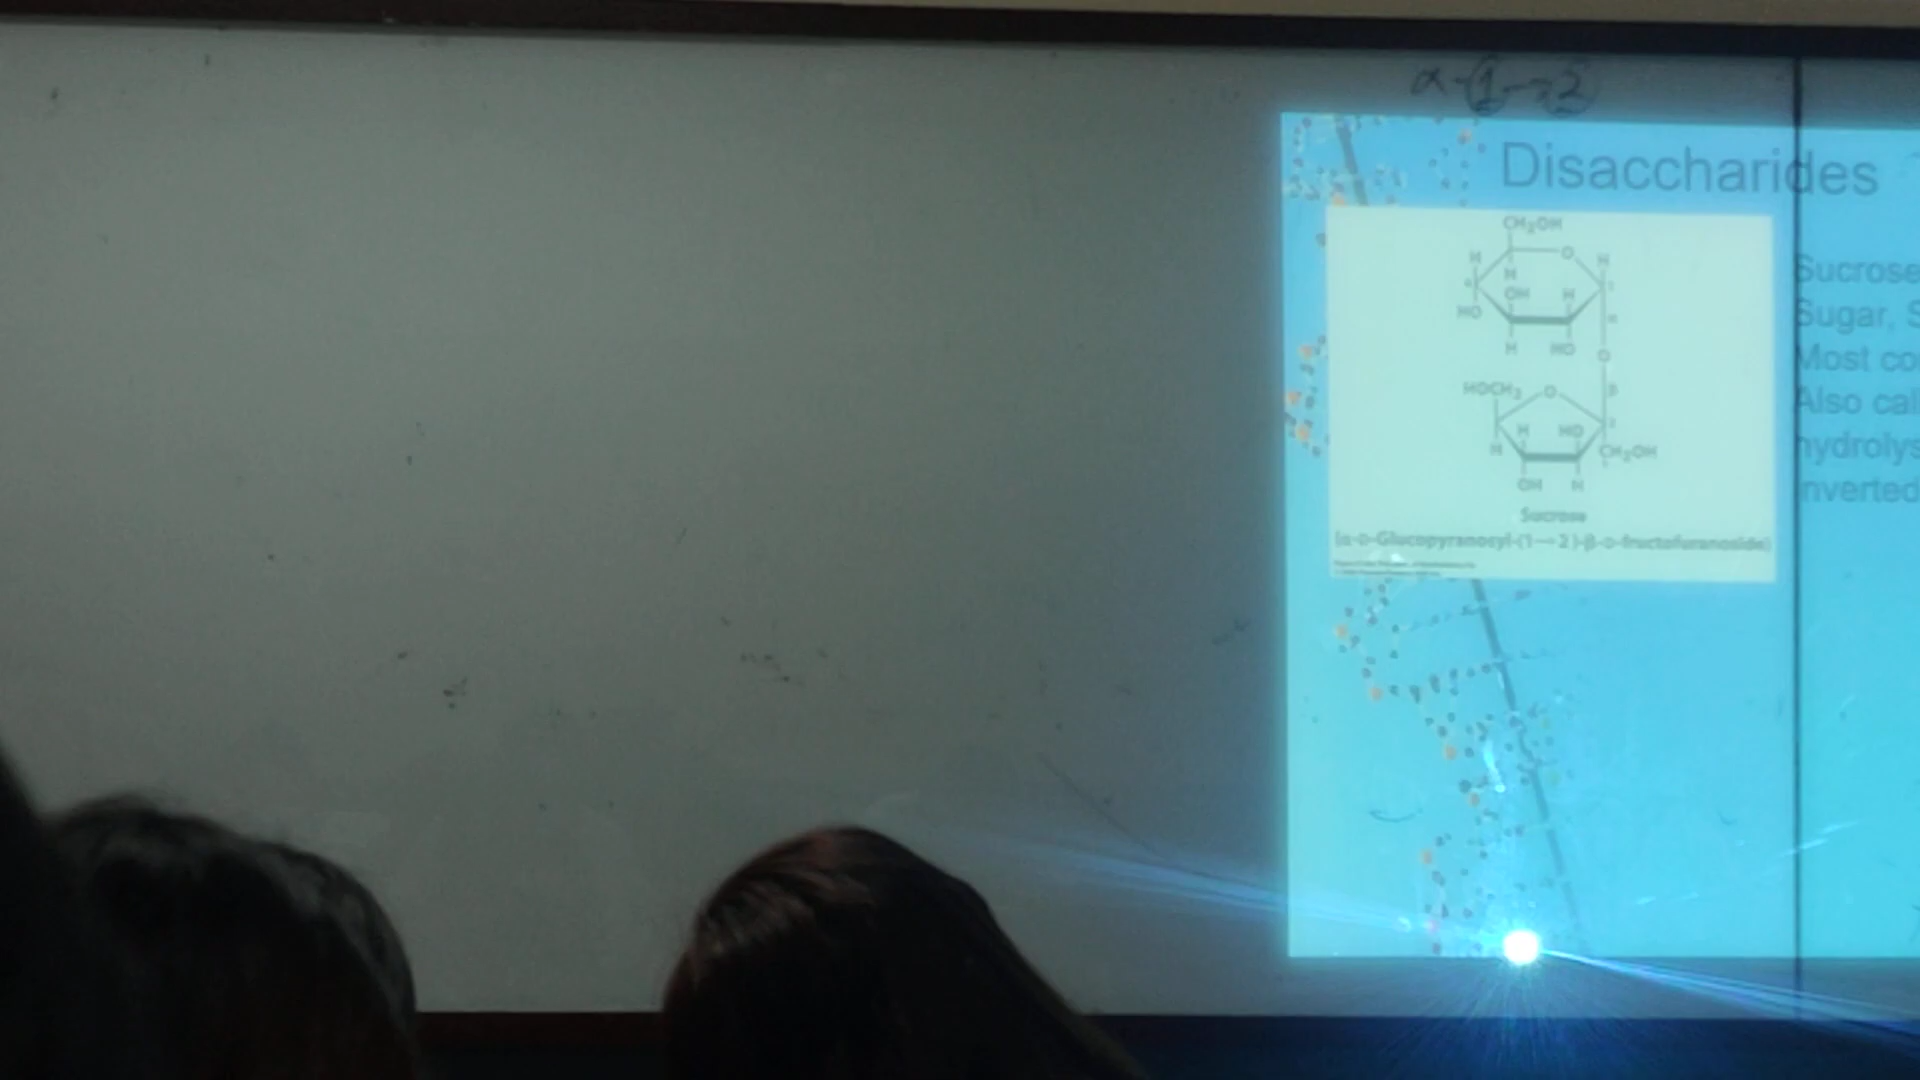 α-1→2
Disaccharides
CH₂OH
O
H
H
H
OH
H
HO
H
HO
α
O
HOCH₂
O
β
H
HO
H
CH₂OH
OH
H
Sucrose
[α-D-Glucopyranosyl-(1→2)-β-D-fructofuranoside]
Sucrose
Sugar, S
Most co
Also cal
hydrolys
inverted